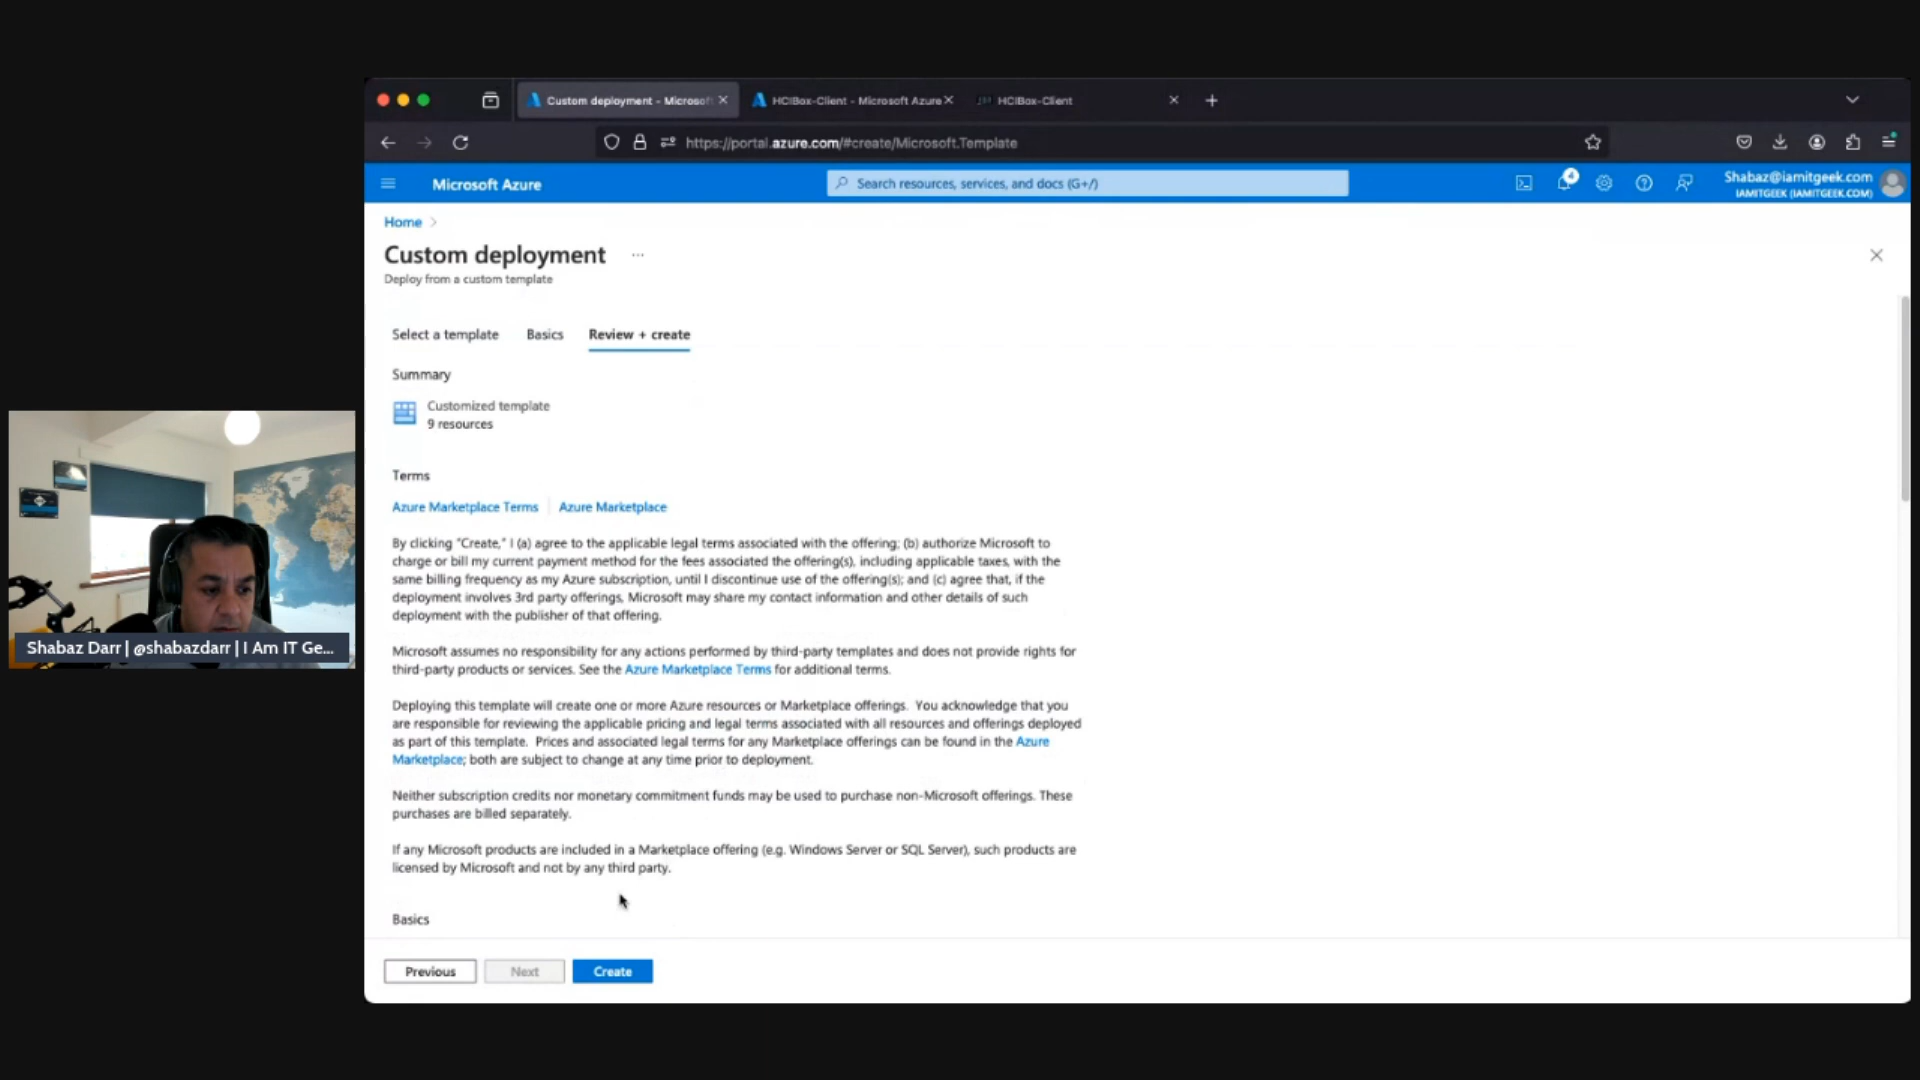 Custom deployment - Microsof
HCIBox-Client - Microsoft Azure
HCIBox-Client
https://portal.azure.com/#create/Microsoft.Template
Microsoft Azure
Search resources, services, and docs (G+/)
4
Shabaz@iamitgeek.com
IAMITGEEK (IAMITGEEK.COM)
Home >
Custom deployment ...
Deploy from a custom template
Select a template Basics Review + create
Summary
Customized template
9 resources
Terms
Azure Marketplace Terms Azure Marketplace
By clicking "Create," I (a) agree to the applicable legal terms associated with the offering; (b) authorize Microsoft to
charge or bill my current payment method for the fees associated the offering(s), including applicable taxes, with the
same billing frequency as my Azure subscription, until I discontinue use of the offering(s); and (c) agree that, if the
deployment involves 3rd party offerings, Microsoft may share my contact information and other details of such
deployment with the publisher of that offering.
Microsoft assumes no responsibility for any actions performed by third-party templates and does not provide rights for
third-party products or services. See the Azure Marketplace Terms for additional terms.
Deploying this template will create one or more Azure resources or Marketplace offerings. You acknowledge that you
are responsible for reviewing the applicable pricing and legal terms associated with all resources and offerings deployed
as part of this template. Prices and associated legal terms for any Marketplace offerings can be found in the Azure
Marketplace; both are subject to change at any time prior to deployment.
Neither subscription credits nor monetary commitment funds may be used to purchase non-Microsoft offerings. These
purchases are billed separately.
If any Microsoft products are included in a Marketplace offering (e.g. Windows Server or SQL Server), such products are
licensed by Microsoft and not by any third party.
Basics
Previous Next Create
Shabaz Darr | @shabazdarr | I Am IT Ge...